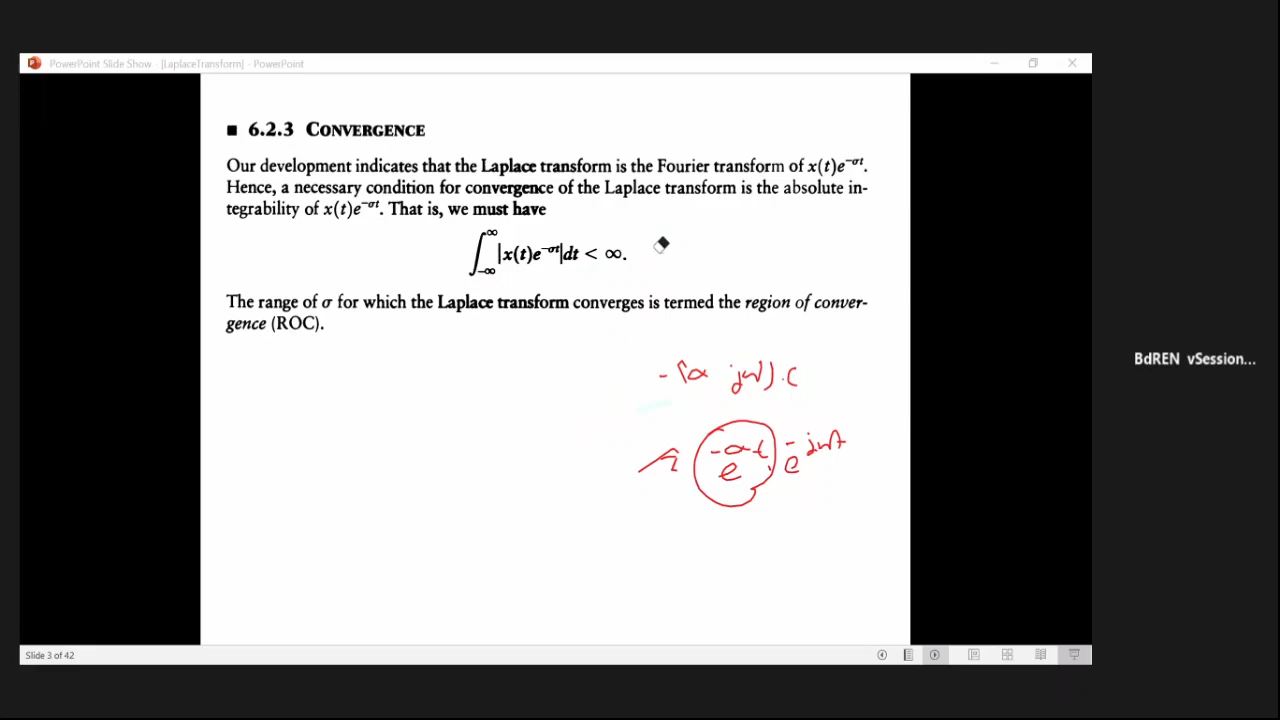 PowerPoint Slide Show - [LaplaceTransform] - PowerPoint
■ 6.2.3 CONVERGENCE
Our development indicates that the Laplace transform is the Fourier transform of x(t)e^{−σt}.
Hence, a necessary condition for convergence of the Laplace transform is the absolute in-
tegrability of x(t)e^{−σt}. That is, we must have
∫_{−∞}^{∞} |x(t)e^{−σt}|dt < ∞.
The range of σ for which the Laplace transform converges is termed the region of conver-
gence (ROC).
BdREN vSession...
e^{-αt} e^{-jωt}
Slide 3 of 42